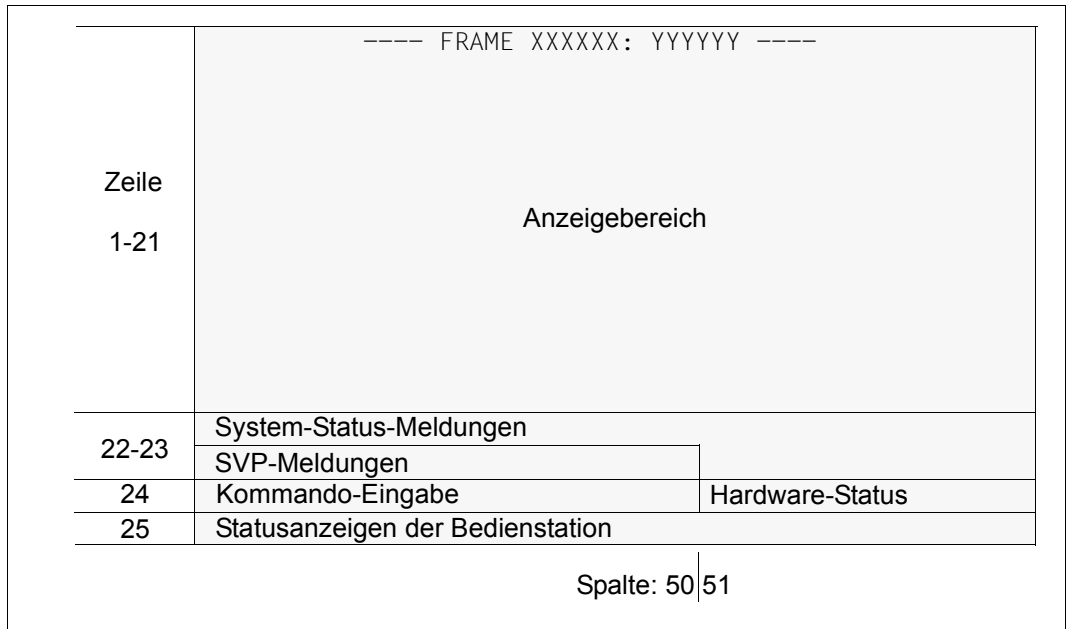 ---- FRAME XXXXXX: YYYYYY ----
Zeile
1-21
Anzeigebereich
22-23
System-Status-Meldungen
SVP-Meldungen
24 Kommando-Eingabe Hardware-Status
25 Statusanzeigen der Bedienstation
Spalte: 50 51